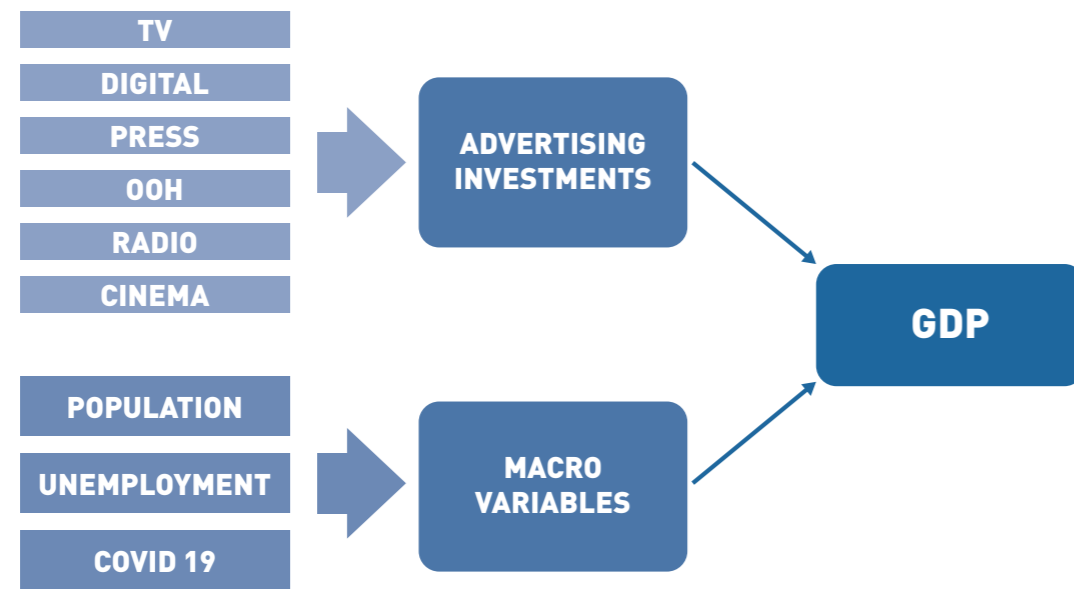 TV
DIGITAL
PRESS
OOH
RADIO
CINEMA
ADVERTISING
INVESTMENTS
GDP
POPULATION
UNEMPLOYMENT
COVID 19
MACRO
VARIABLES